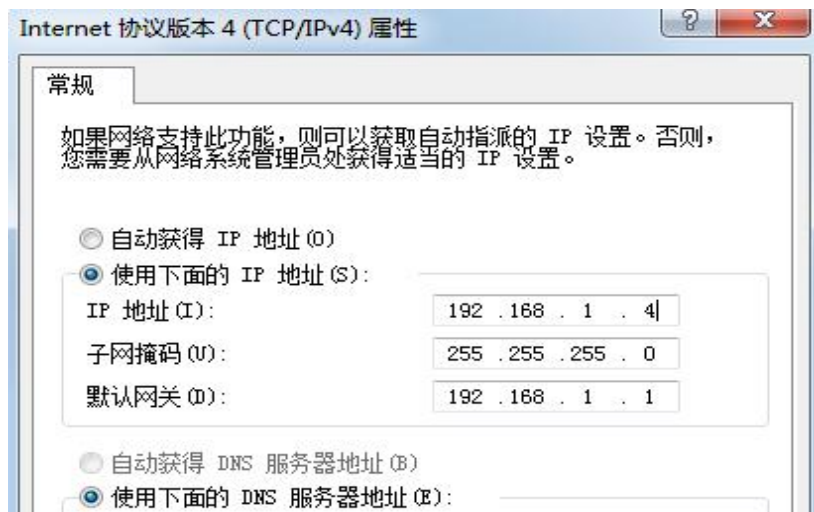 Internet 协议版本 4 (TCP/IPv4) 属性
常规
如果网络支持此功能，则可以获取自动指派的 IP 设置。否则，
您需要从网络系统管理员处获得适当的 IP 设置。
自动获得 IP 地址(O)
使用下面的 IP 地址(S):
IP 地址(I): 192 .168 . 1 . 4
子网掩码(U): 255 .255 .255 . 0
默认网关(D): 192 .168 . 1 . 1
自动获得 DNS 服务器地址(B)
使用下面的 DNS 服务器地址(E):